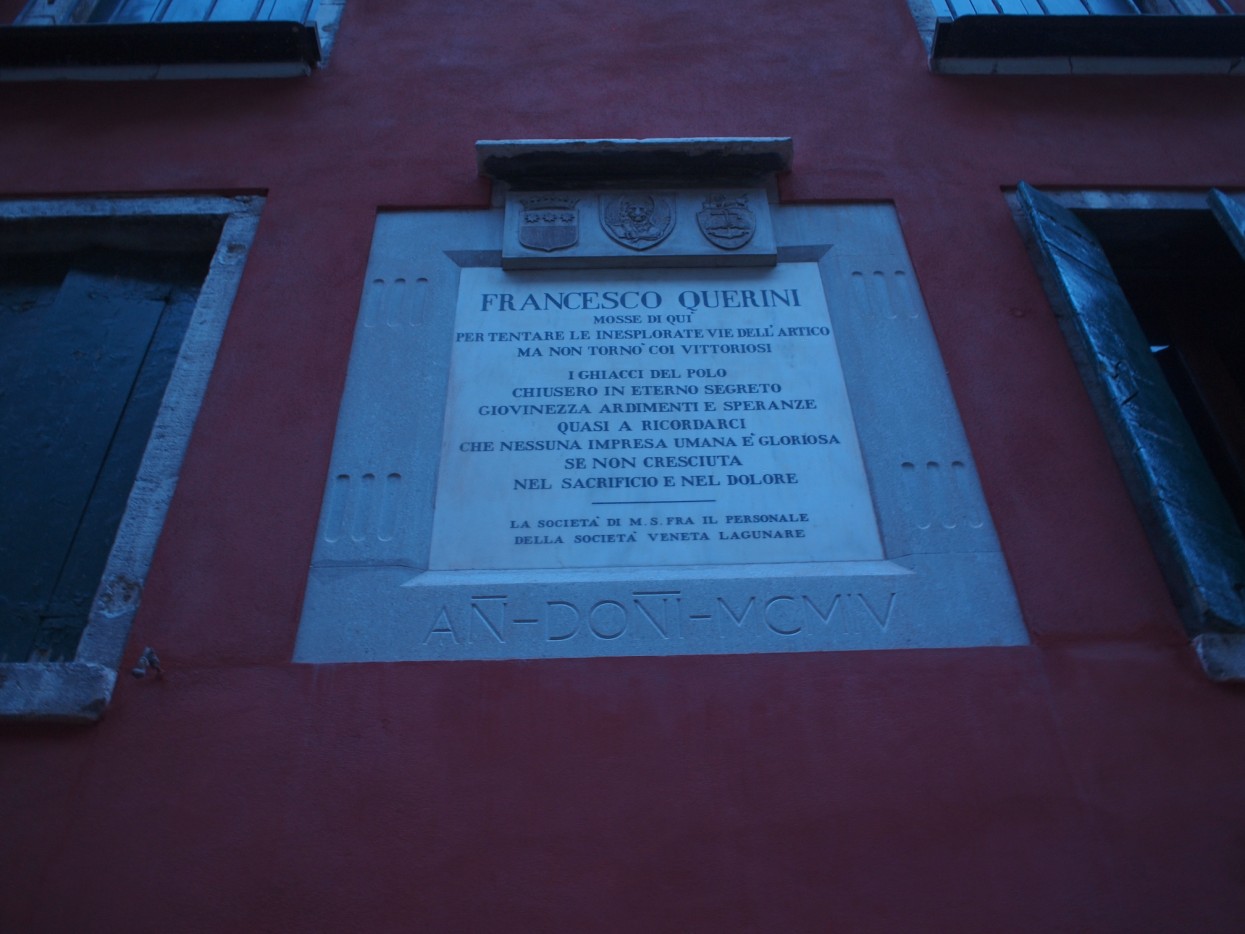 FRANCESCO QUERINI
MOSSE DI QUI'
PER TENTARE LE INESPLORATE VIE DELL'ARTICO
MA NON TORNO' COI VITTORIOSI
I GHIACCI DEL POLO
CHIUSERO IN ETERNO SEGRETO
GIOVINEZZA ARDIMENTI E SPERANZE
QUASI A RICORDARCI
CHE NESSUNA IMPRESA UMANA E' GLORIOSA
SE NON CRESCIUTA
NEL SACRIFICIO E NEL DOLORE
LA SOCIETA' DI M. S. FRA IL PERSONALE
DELLA SOCIETA' VENETA LAGUNARE
AN̅-DON̅I-MCMIV